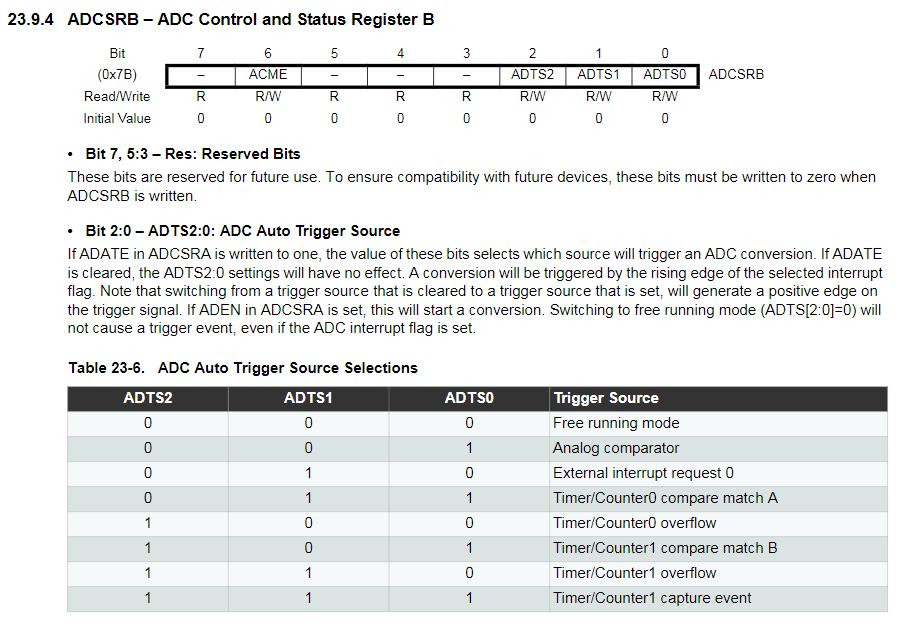 23.9.4 ADCSRB – ADC Control and Status Register B
Bit 7 6 5 4 3 2 1 0
(0x7B) – ACME – – – ADTS2 ADTS1 ADTS0 ADCSRB
Read/Write R R/W R R R R/W R/W R/W
Initial Value 0 0 0 0 0 0 0 0
• Bit 7, 5:3 – Res: Reserved Bits
These bits are reserved for future use. To ensure compatibility with future devices, these bits must be written to zero when
ADCSRB is written.
• Bit 2:0 – ADTS2:0: ADC Auto Trigger Source
If ADATE in ADCSRA is written to one, the value of these bits selects which source will trigger an ADC conversion. If ADATE
is cleared, the ADTS2:0 settings will have no effect. A conversion will be triggered by the rising edge of the selected interrupt
flag. Note that switching from a trigger source that is cleared to a trigger source that is set, will generate a positive edge on
the trigger signal. If ADEN in ADCSRA is set, this will start a conversion. Switching to free running mode (ADTS[2:0]=0) will
not cause a trigger event, even if the ADC interrupt flag is set.
Table 23-6. ADC Auto Trigger Source Selections
ADTS2 ADTS1 ADTS0 Trigger Source
0 0 0 Free running mode
0 0 1 Analog comparator
0 1 0 External interrupt request 0
0 1 1 Timer/Counter0 compare match A
1 0 0 Timer/Counter0 overflow
1 0 1 Timer/Counter1 compare match B
1 1 0 Timer/Counter1 overflow
1 1 1 Timer/Counter1 capture event